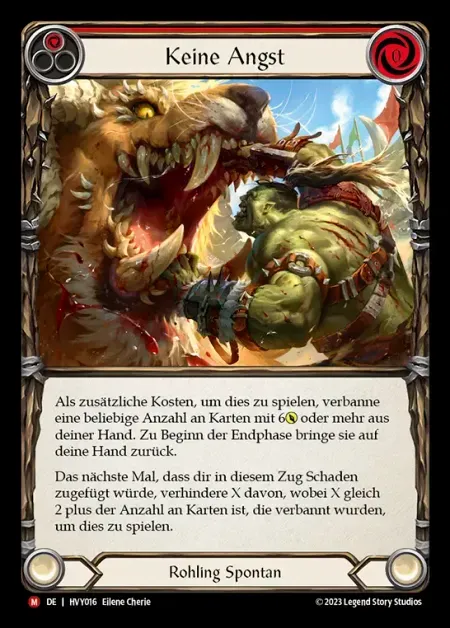 Keine Angst
0
Als zusätzliche Kosten, um dies zu spielen, verbanne
eine beliebige Anzahl an Karten mit 6 oder mehr aus
deiner Hand. Zu Beginn der Endphase bringe sie auf
deine Hand zurück.
Das nächste Mal, dass dir in diesem Zug Schaden
zugefügt würde, verhindere X davon, wobei X gleich
2 plus der Anzahl an Karten ist, die verbannt wurden,
um dies zu spielen.
Rohling Spontan
M DE | HVY016 Eilene Cherie © 2023 Legend Story Studios